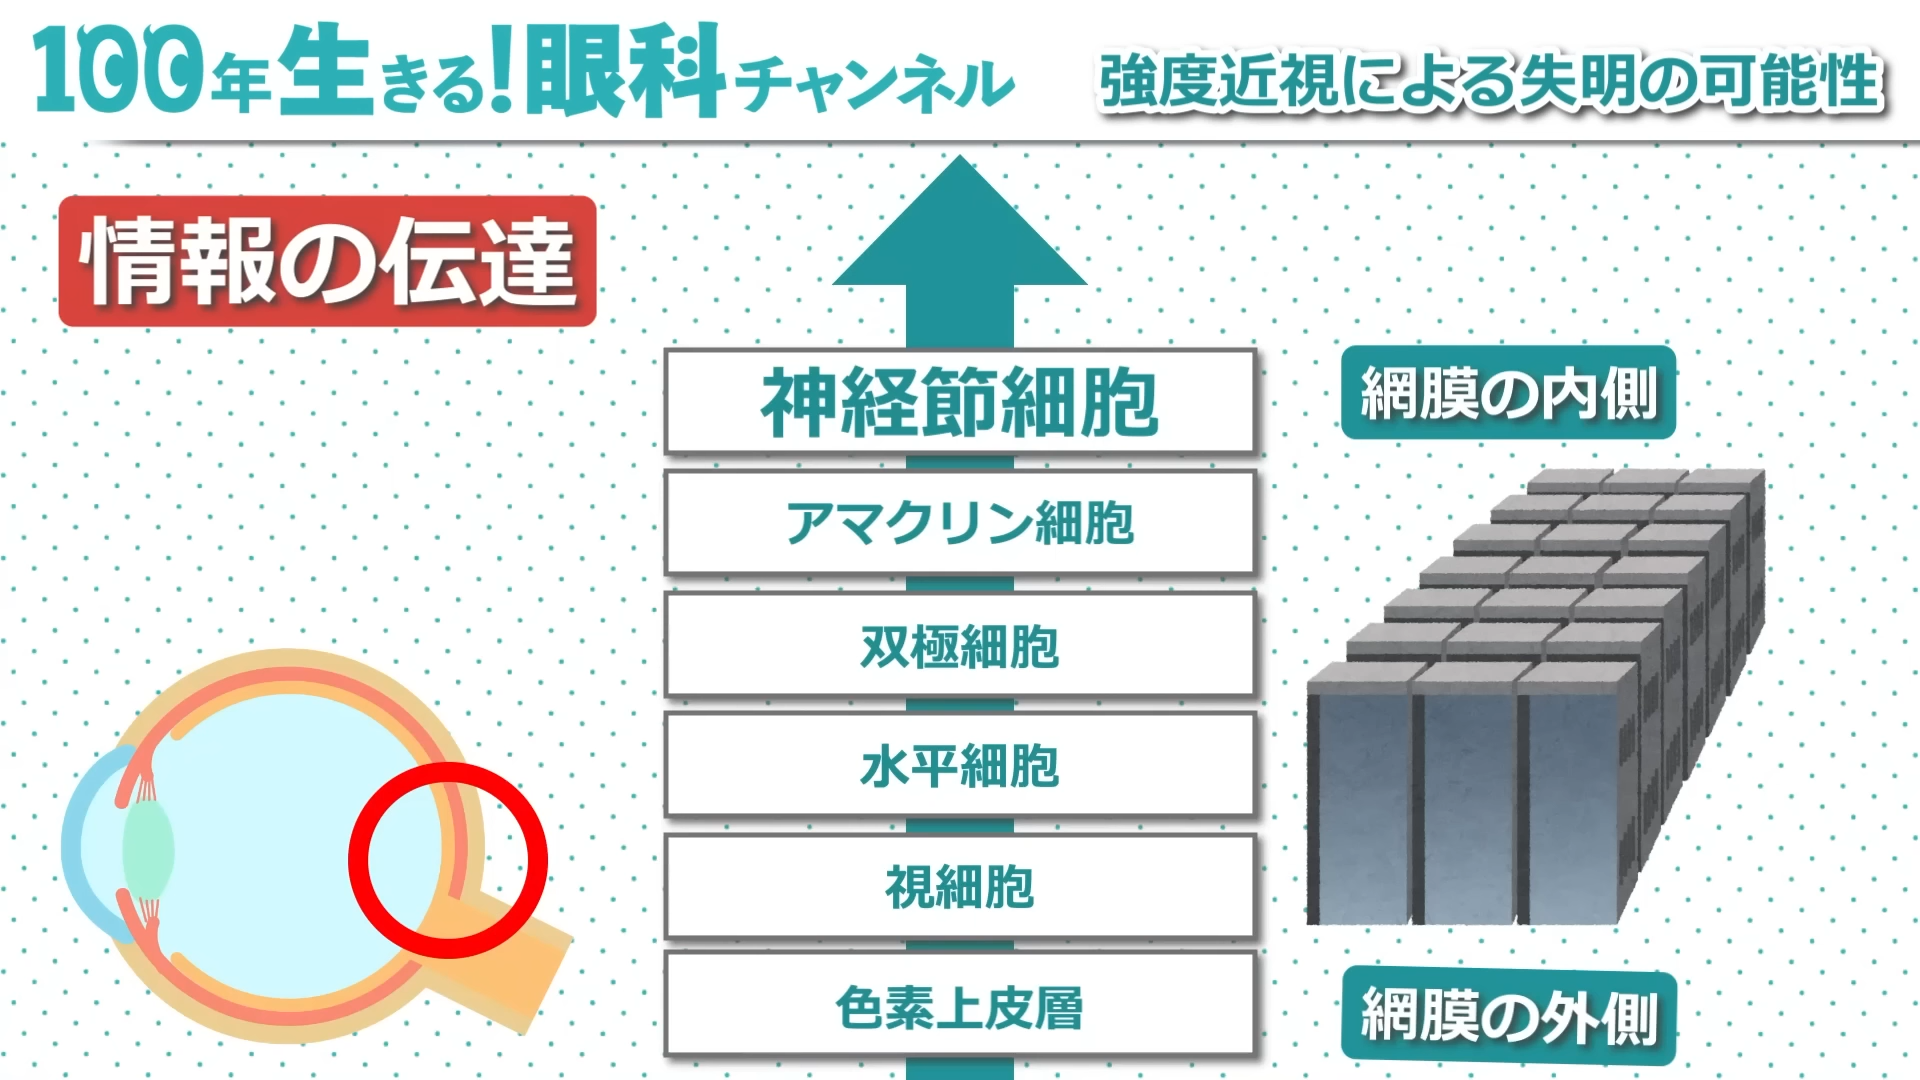 100年生きる!眼科チャンネル
強度近視による失明の可能性
情報の伝達
神経節細胞
網膜の内側
アマクリン細胞
双極細胞
水平細胞
視細胞
色素上皮層
網膜の外側